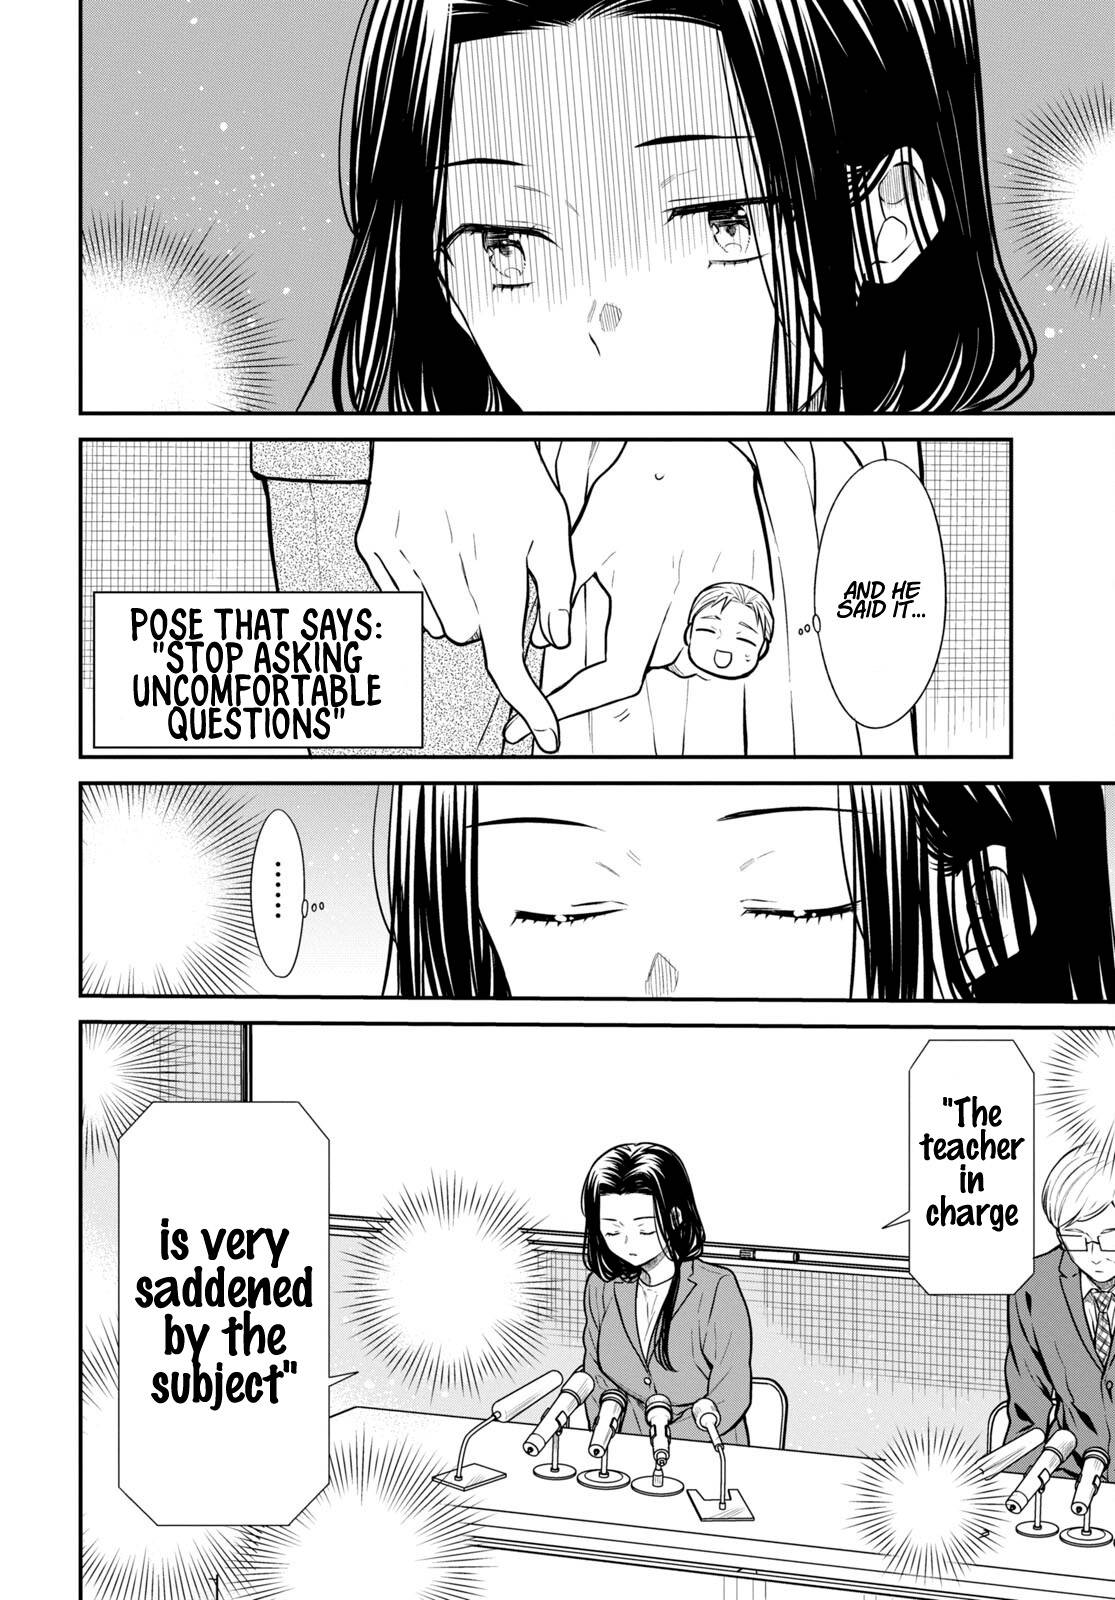 AND HE
SAID IT...
POSE THAT SAYS:
"STOP ASKING
UNCOMFORTABLE
QUESTIONS"
......
"The
teacher
in
charge
is very
saddened
by the
subject"